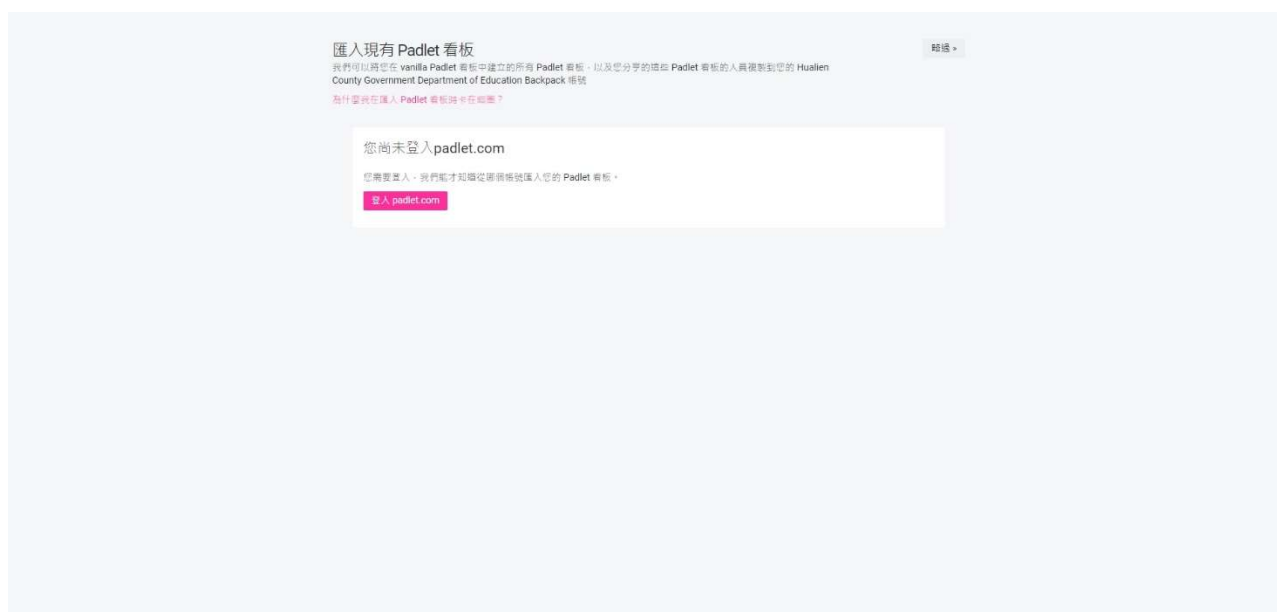 匯入現有 Padlet 看板
略過 »
我們可以將您在 vanilla Padlet 看板中建立的所有 Padlet 看板，以及您分享的這些 Padlet 看板的人員複製到您的 Hualien
County Government Department of Education Backpack 帳號
為什麼我在匯入 Padlet 看板時卡在迴圈？
您尚未登入padlet.com
您需要登入，我們能才知曉從哪個帳號匯入您的 Padlet 看板。
登入 padlet.com